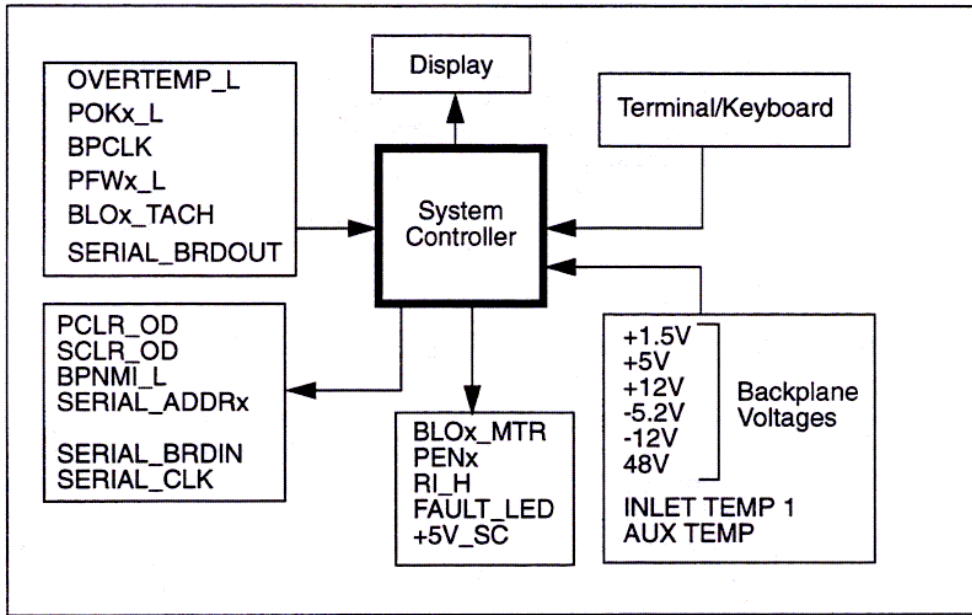 Display
OVERTEMP_L
POKx_L
BPCLK
PFWx_L
BLOx_TACH
SERIAL_BRDOUT
Terminal/Keyboard
System
Controller
PCLR_OD
SCLR_OD
BPNMI_L
SERIAL_ADDRx
SERIAL_BRDIN
SERIAL_CLK
BLOx_MTR
PENx
RI_H
FAULT_LED
+5V_SC
+1.5V
+5V
+12V
-5.2V
-12V
48V
Backplane
Voltages
INLET TEMP 1
AUX TEMP